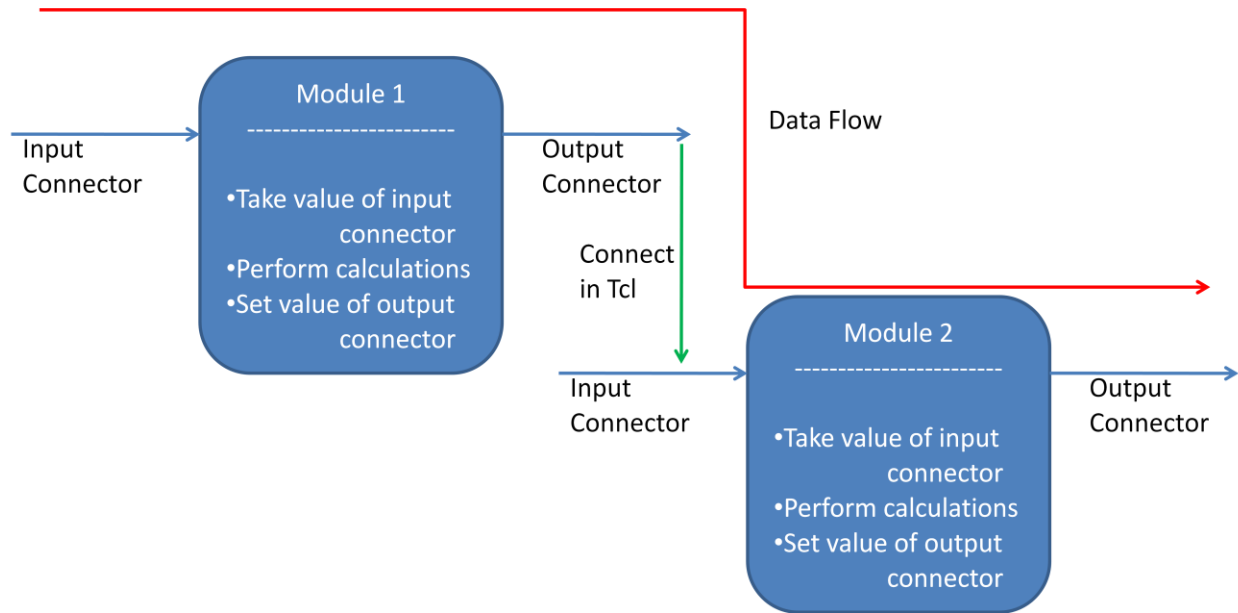 Module 1
------------------------
Input
Connector
•Take value of input
connector
•Perform calculations
•Set value of output
connector
Output
Connector
Data Flow
Connect
in Tcl
Input
Connector
Module 2
------------------------
•Take value of input
connector
•Perform calculations
•Set value of output
connector
Output
Connector